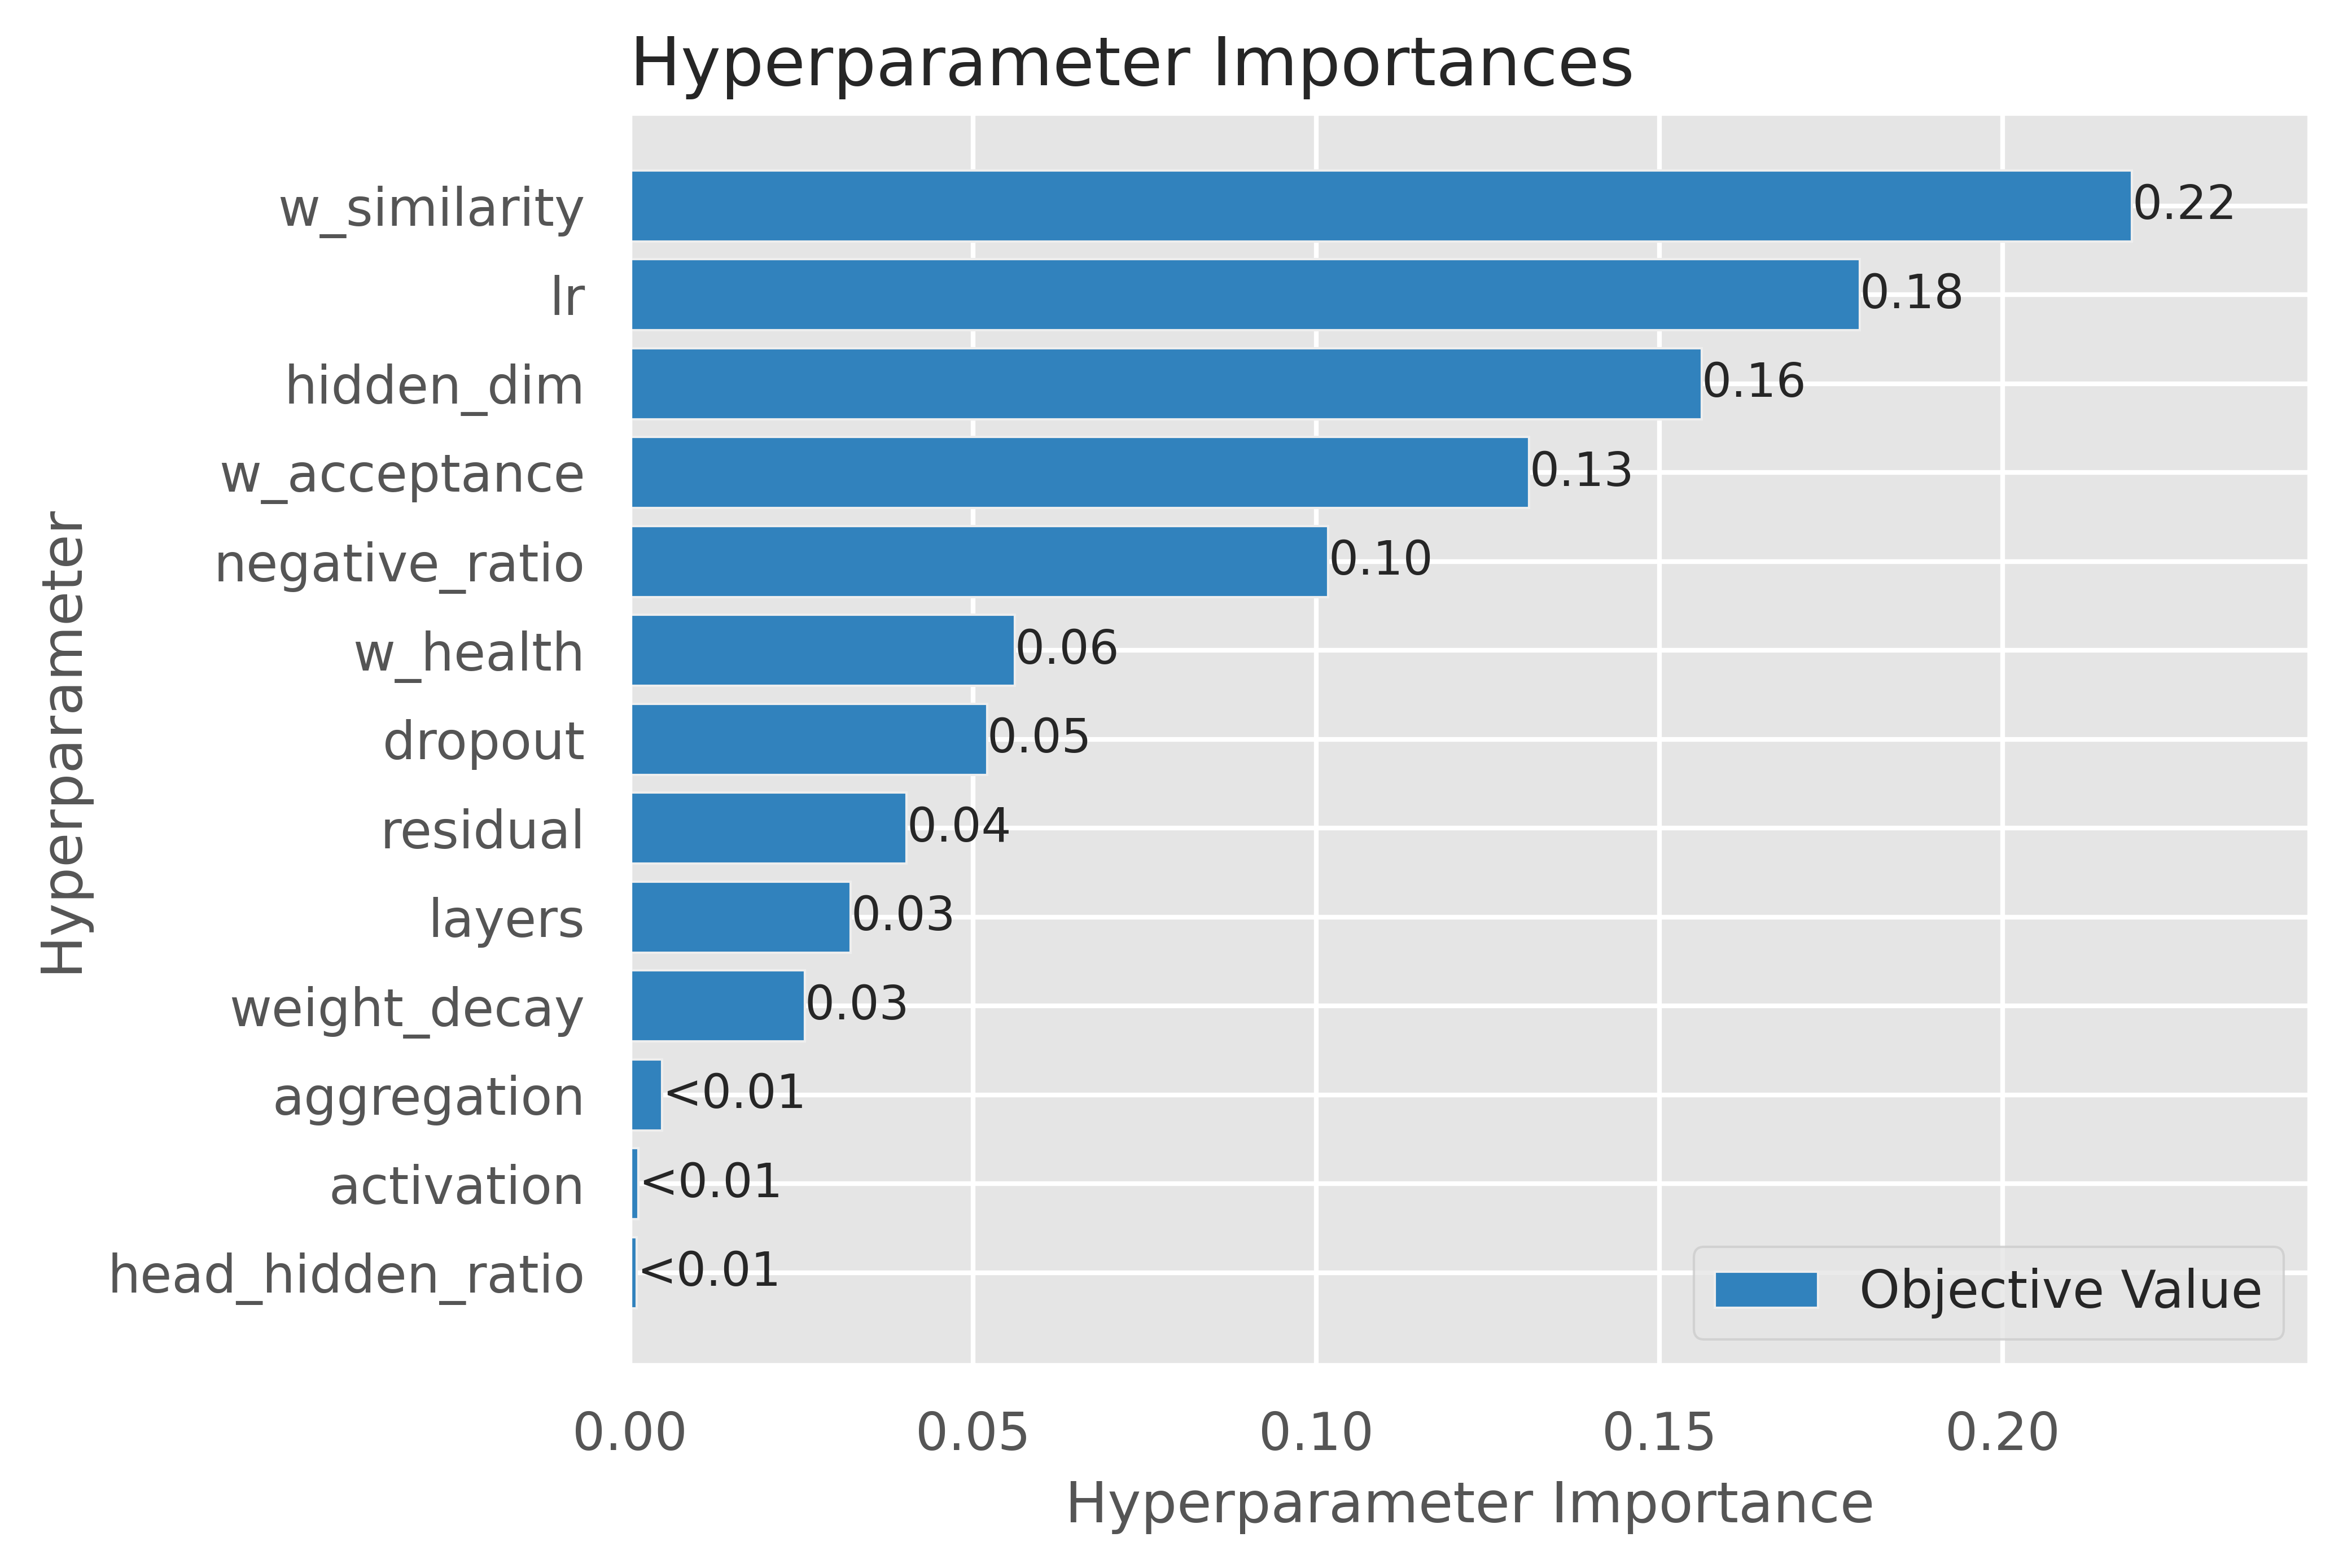 Hyperparameter Importances
Hyperparameter
w_similarity
0.22
lr
0.18
hidden_dim
0.16
w_acceptance
0.13
negative_ratio
0.10
w_health
0.06
dropout
0.05
residual
0.04
layers
0.03
weight_decay
0.03
aggregation
<0.01
activation
<0.01
head_hidden_ratio
<0.01
Objective Value
0.00 0.05 0.10 0.15 0.20
Hyperparameter Importance